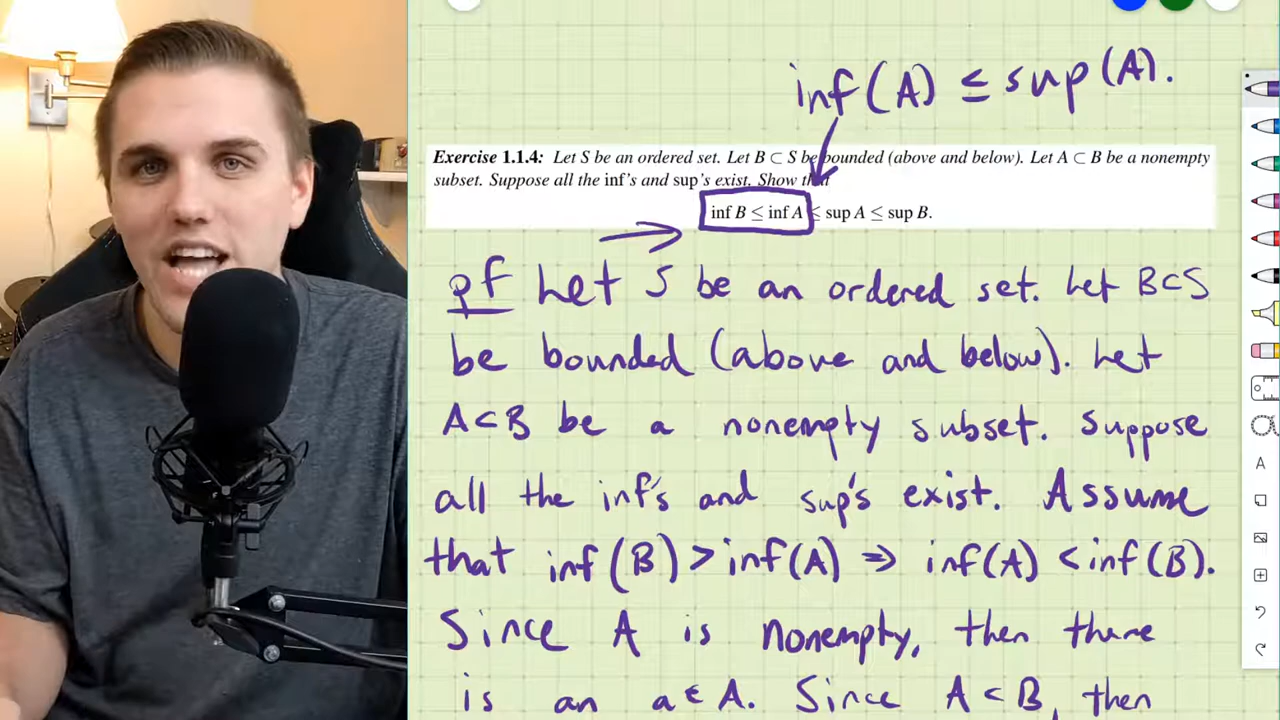 inf(A) ≤ sup(A).
Exercise 1.1.4: Let S be an ordered set. Let B ⊂ S be bounded (above and below). Let A ⊂ B be a nonempty
subset. Suppose all the inf's and sup's exist. Show that
inf B ≤ inf A ≤ sup A ≤ sup B.
pf Let S be an ordered set. Let B⊂S
be bounded (above and below). Let
A⊂B be a nonempty subset. Suppose
all the inf's and sup's exist. Assume
that inf(B) > inf(A) ⇒ inf(A) < inf(B).
Since A is nonempty, then there
is an a∈A. Since A⊂B, then
A